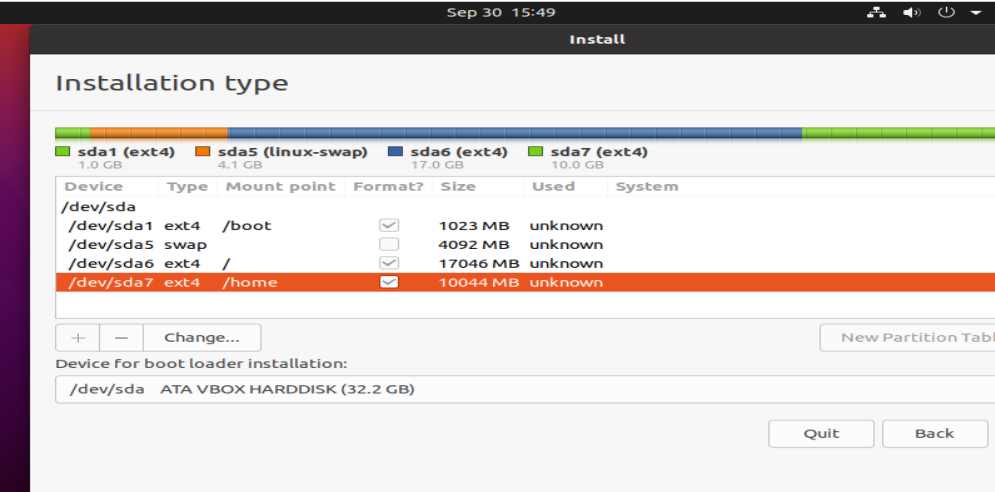 Sep 30 15:49
Install
Installation type
sda1 (ext4) sda5 (linux-swap) sda6 (ext4) sda7 (ext4)
1.0 GB 4.1 GB 17.0 GB 10.0 GB
Device Type Mount point Format? Size Used System
/dev/sda
/dev/sda1 ext4 /boot 1023 MB unknown
/dev/sda5 swap 4092 MB unknown
/dev/sda6 ext4 / 17046 MB unknown
/dev/sda7 ext4 /home 10044 MB unknown
+ − Change... New Partition Tabl
Device for boot loader installation:
/dev/sda ATA VBOX HARDDISK (32.2 GB)
Quit Back